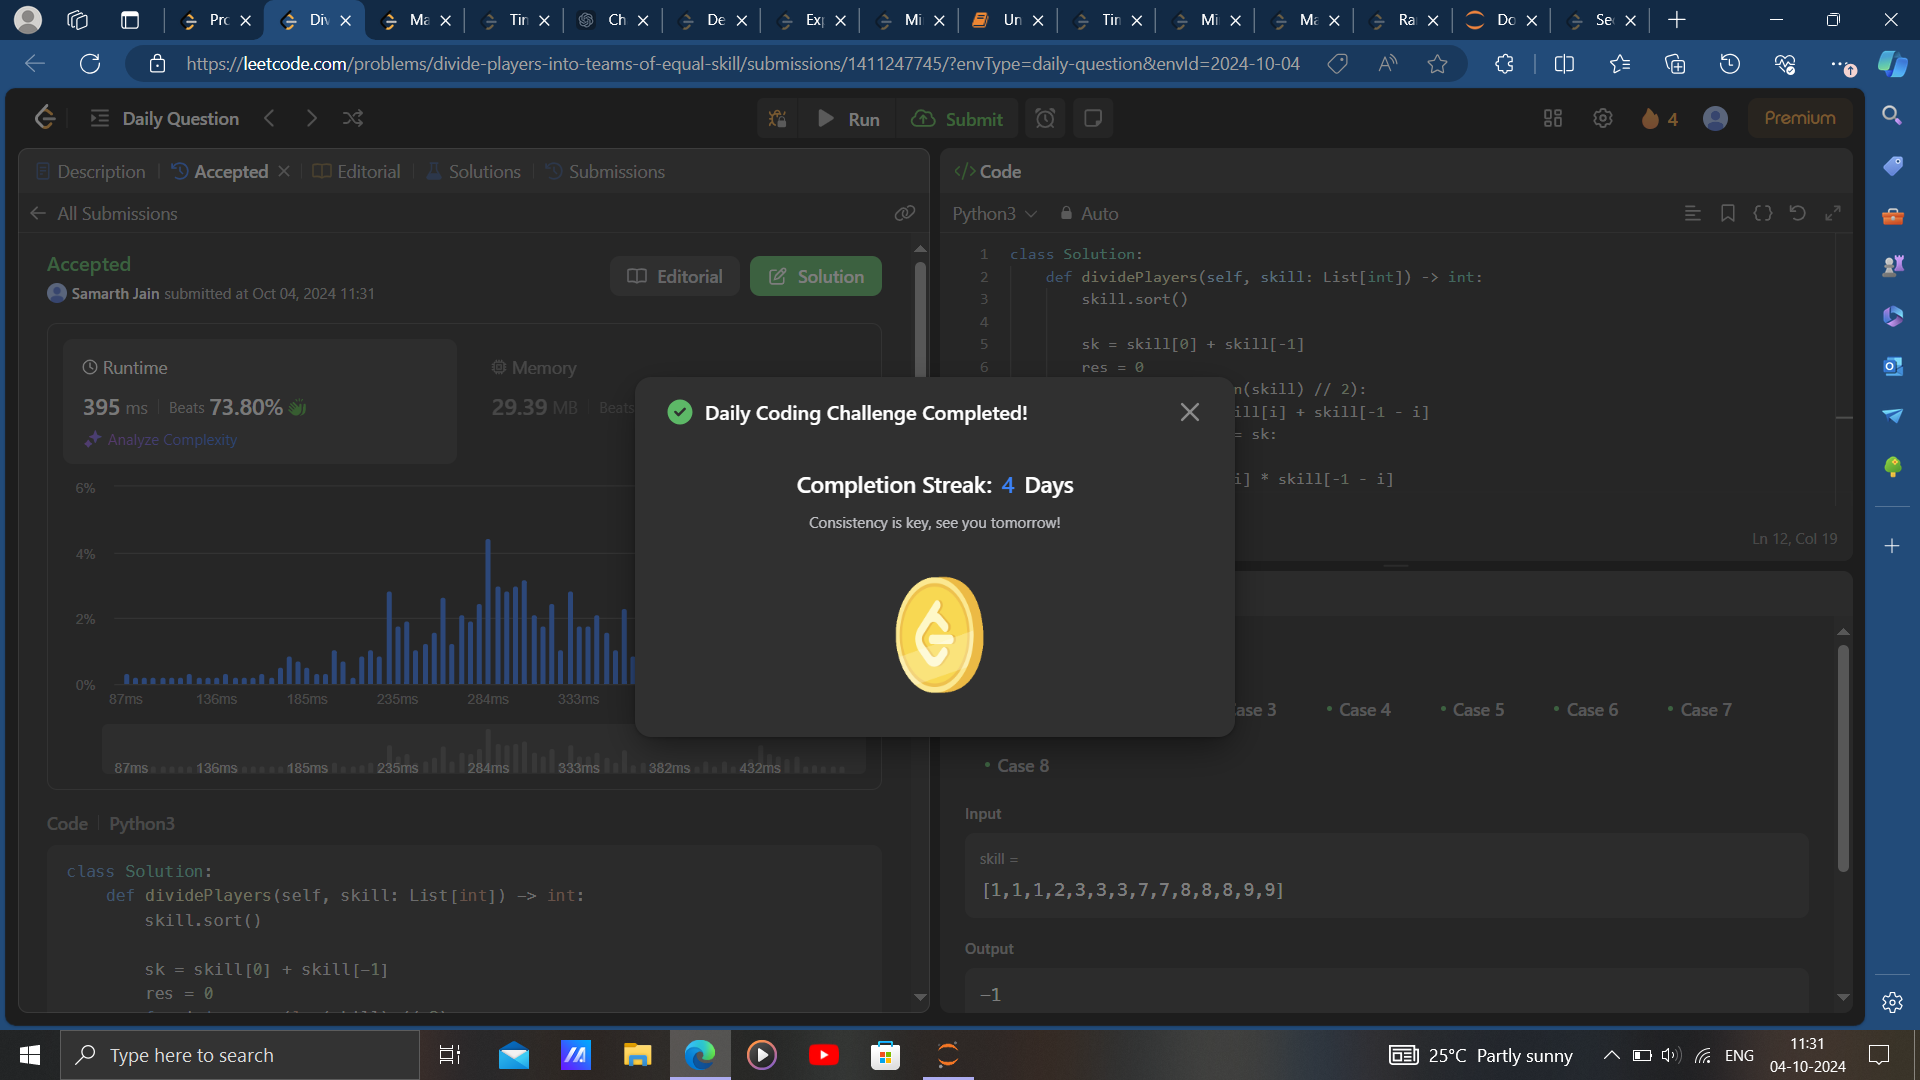 Pro
Div
Ma
Tin
Ch
De
Exp
Mi
Un
Tin
Mi
Ma
Ra
Do
Se
https://leetcode.com/problems/divide-players-into-teams-of-equal-skill/submissions/1411247745/?envType=daily-question&envId=2024-10-04
Daily Question
Run
Submit
4
Premium
Description
Accepted
Editorial
Solutions
Submissions
All Submissions
Accepted
Samarth Jain submitted at Oct 04, 2024 11:31
Editorial
Solution
Runtime
395 ms
Beats 73.80%
Analyze Complexity
Memory
29.39 MB
Beats
6%
4%
2%
0%
87ms 136ms 185ms 235ms 284ms 333ms
87ms 136ms 185ms 235ms 284ms 333ms 382ms 432ms
Code
Python3
class Solution:
def dividePlayers(self, skill: List[int]) -> int:
skill.sort()
sk = skill[0] + skill[-1]
res = 0
Code
Python3
Auto
1 class Solution:
2 def dividePlayers(self, skill: List[int]) -> int:
3 skill.sort()
4
5 sk = skill[0] + skill[-1]
6 res = 0
n(skill) // 2):
ill[i] + skill[-1 - i]
= sk:
i] * skill[-1 - i]
Ln 12, Col 19
Daily Coding Challenge Completed!
Completion Streak: 4 Days
Consistency is key, see you tomorrow!
ase 3
Case 4
Case 5
Case 6
Case 7
Case 8
Input
skill =
[1,1,1,2,3,3,3,7,7,8,8,8,9,9]
Output
-1
Type here to search
25°C Partly sunny
ENG
11:31
04-10-2024